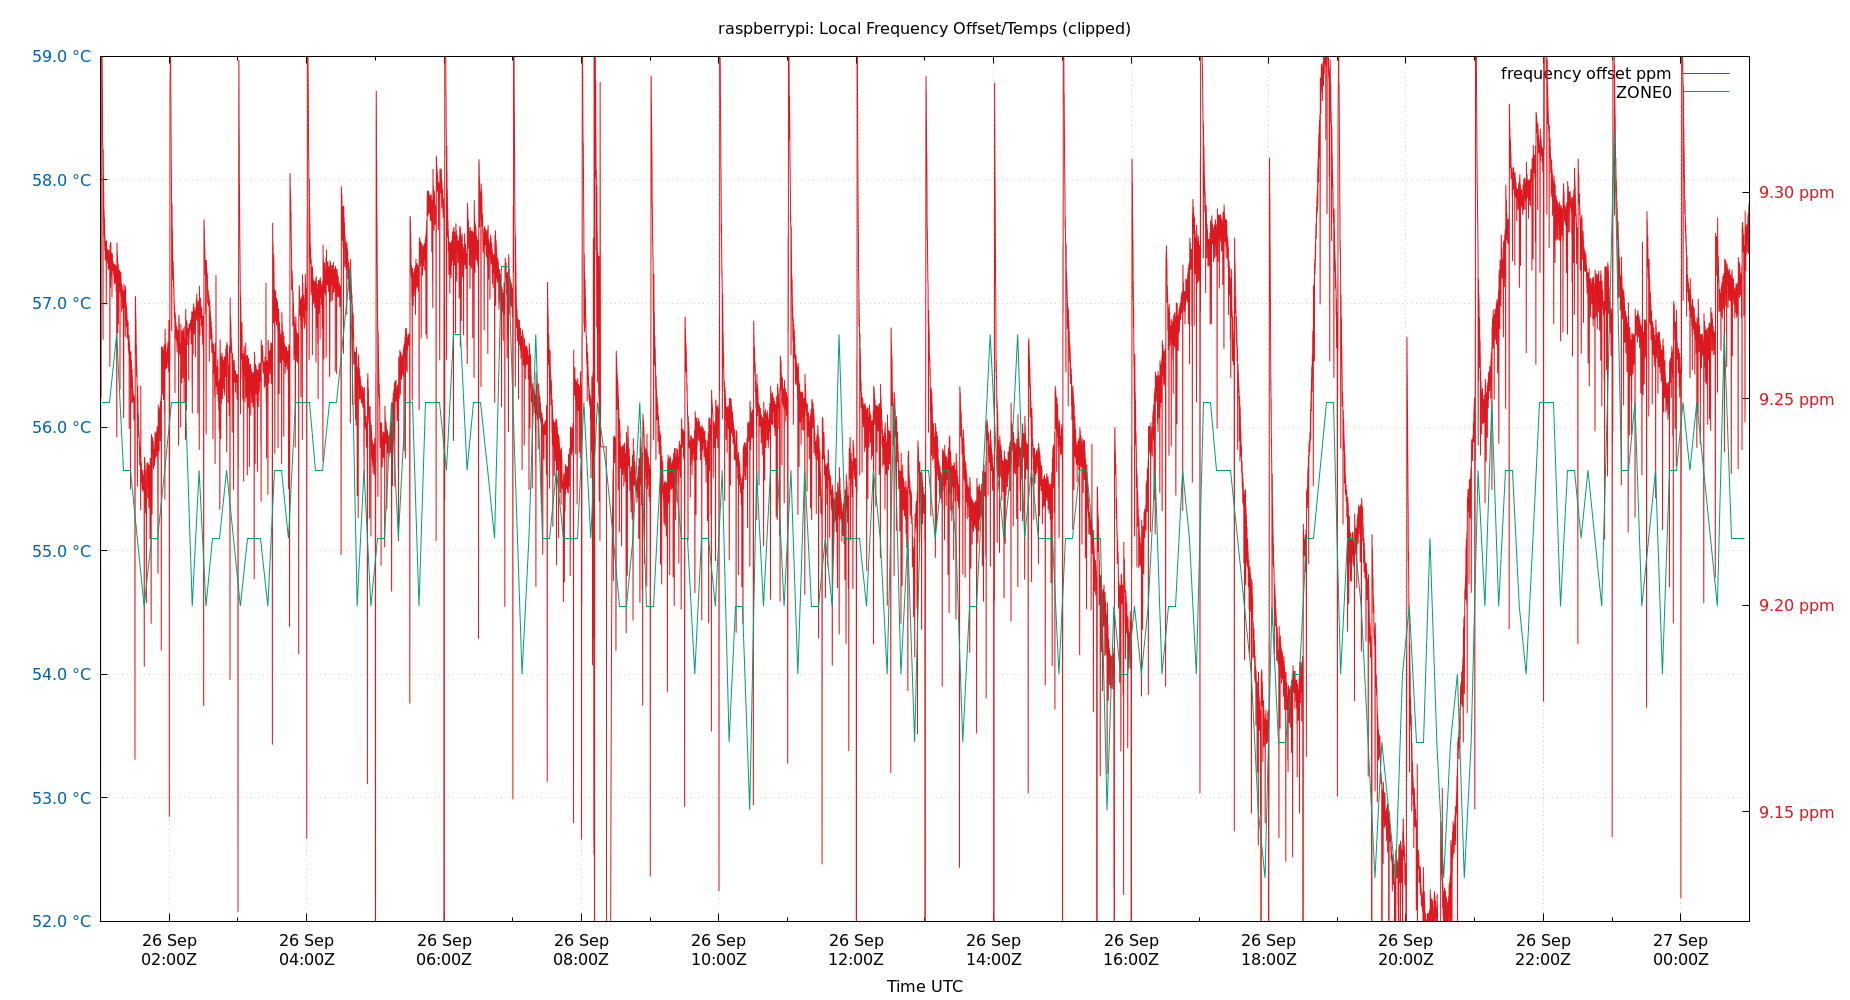 raspberrypi: Local Frequency Offset/Temps (clipped)
59.0 °C
58.0 °C
57.0 °C
56.0 °C
55.0 °C
54.0 °C
53.0 °C
52.0 °C
frequency offset ppm
ZONE0
9.30 ppm
9.25 ppm
9.20 ppm
9.15 ppm
26 Sep 26 Sep 26 Sep 26 Sep 26 Sep 26 Sep 26 Sep 26 Sep 26 Sep 26 Sep 26 Sep 27 Sep
02:00Z 04:00Z 06:00Z 08:00Z 10:00Z 12:00Z 14:00Z 16:00Z 18:00Z 20:00Z 22:00Z 00:00Z
Time UTC